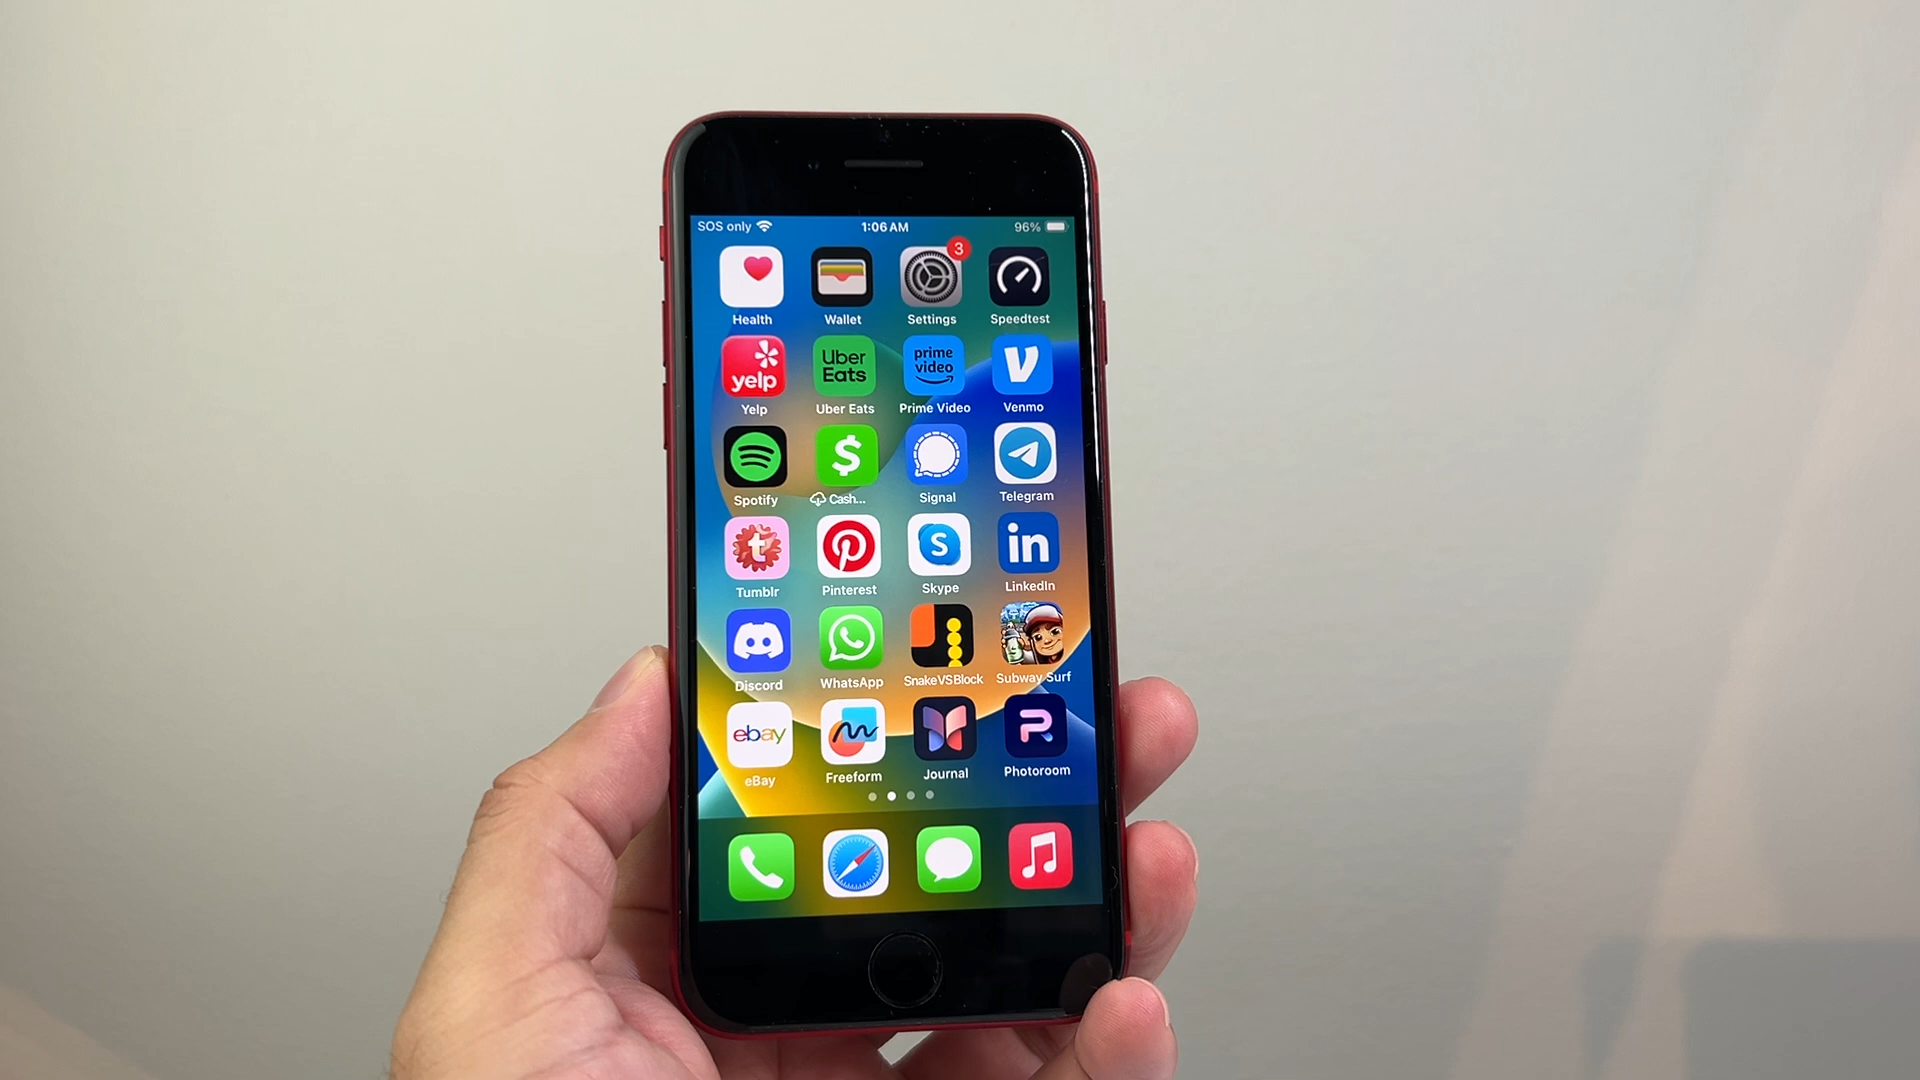 SOS only 1:06 AM 96%
3
Health Wallet Settings Speedtest
yelp Uber Eats prime video V
Yelp Uber Eats Prime Video Venmo
$
Spotify Cash... Signal Telegram
t P S in
Tumblr Pinterest Skype LinkedIn
Discord WhatsApp SnakeVSBlock Subway Surf
ebay R
eBay Freeform Journal Photoroom